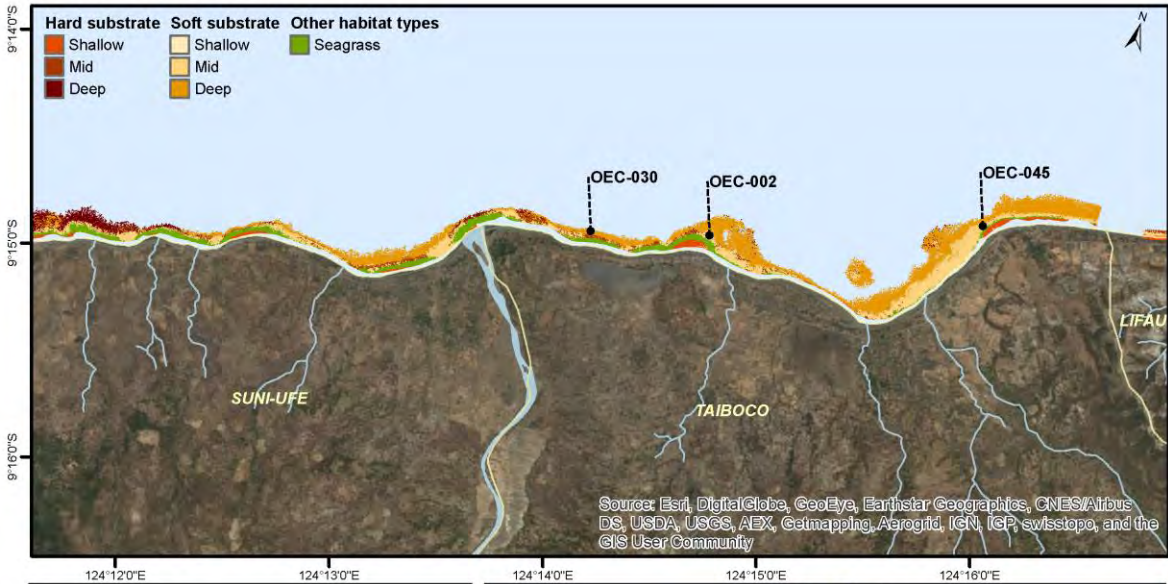 Hard substrate
Shallow
Mid
Deep
Soft substrate
Shallow
Mid
Deep
Other habitat types
Seagrass
N
9°14'0"S
9°15'0"S
9°16'0"S
OEC-030
OEC-002
OEC-045
LIFAU
SUNI-UFE
TAIBOCO
Source: Esri, DigitalGlobe, GeoEye, Earthstar Geographics, CNES/Airbus
DS, USDA, USGS, AEX, Getmapping, Aerogrid, IGN, IGP, swisstopo, and the
GIS User Community
124°12'0"E
124°13'0"E
124°14'0"E
124°15'0"E
124°16'0"E